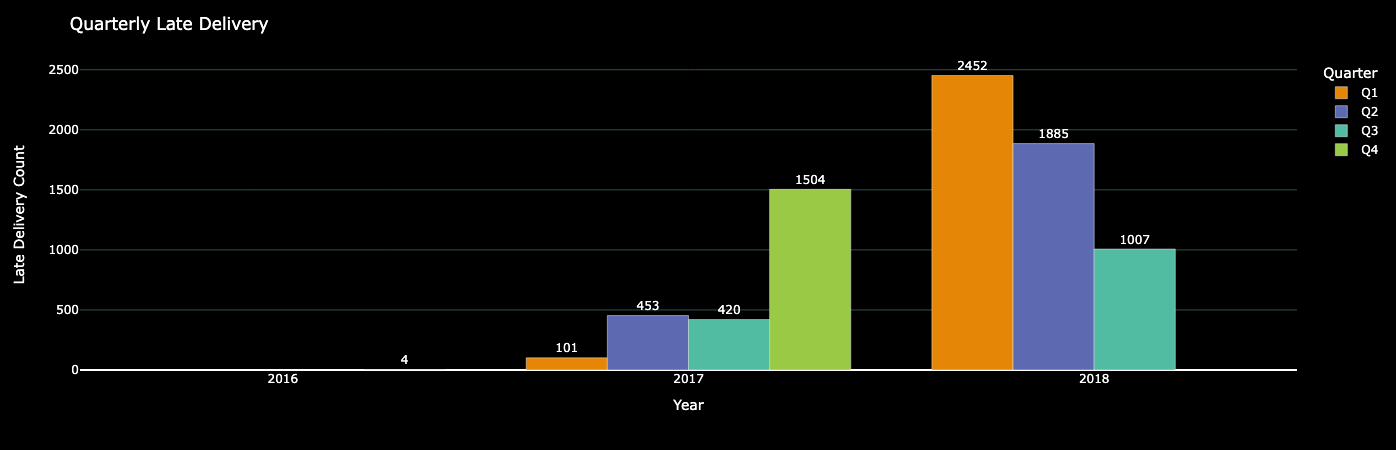 Quarterly Late Delivery
2500
2000
1500
1000
500
0
Late Delivery Count
4
101
453
420
1504
2452
1885
1007
2016
2017
2018
Year
Quarter
Q1
Q2
Q3
Q4